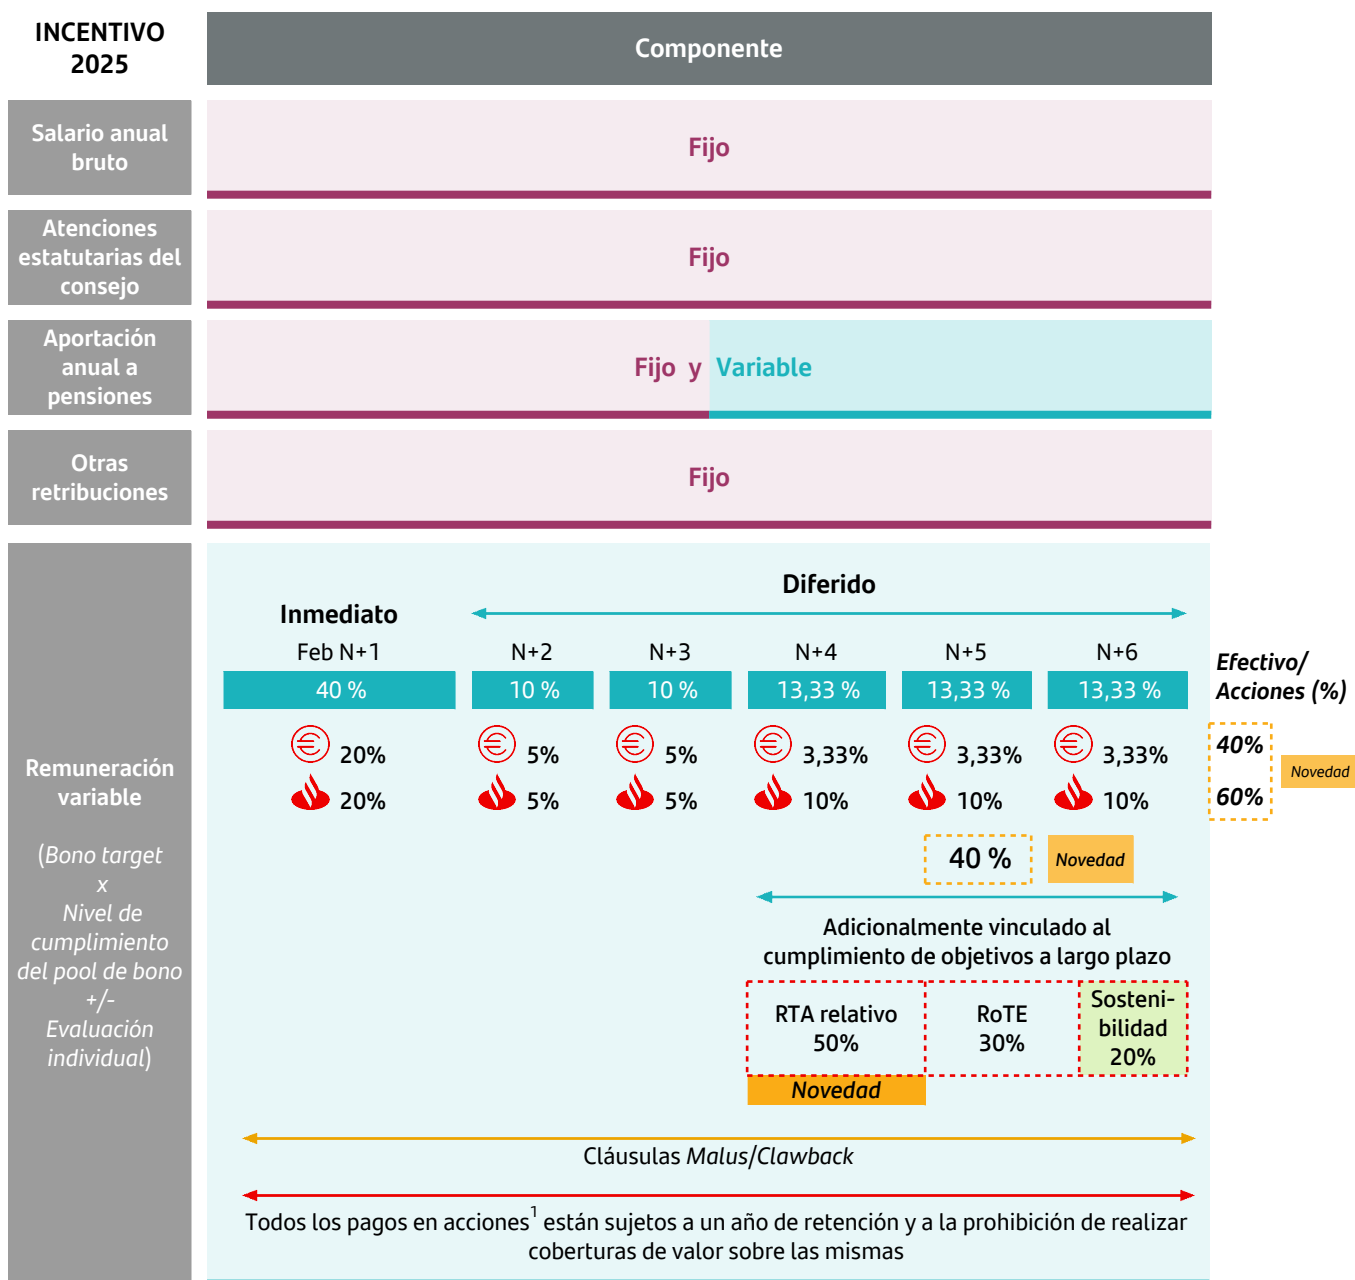 INCENTIVO
2025
Componente
Salario anual
bruto
Fijo
Atenciones
estatutarias del
consejo
Fijo
Aportación
anual a
pensiones
Fijo y Variable
Otras
retribuciones
Fijo
Remuneración
variable
(Bono target
x
Nivel de
cumplimiento
del pool de bono
+/-
Evaluación
individual)
Diferido
Inmediato
Feb N+1 N+2 N+3 N+4 N+5 N+6
40 % 10 % 10 % 13,33 % 13,33 % 13,33 %
Efectivo/
Acciones (%)
20% 5% 5% 3,33% 3,33% 3,33% 40%
20% 5% 5% 10% 10% 10% 60%
Novedad
40 % Novedad
Adicionalmente vinculado al
cumplimiento de objetivos a largo plazo
RTA relativo
50%
RoTE
30%
Sosteni-
bilidad
20%
Novedad
Cláusulas Malus/Clawback
Todos los pagos en acciones¹ están sujetos a un año de retención y a la prohibición de realizar
coberturas de valor sobre las mismas